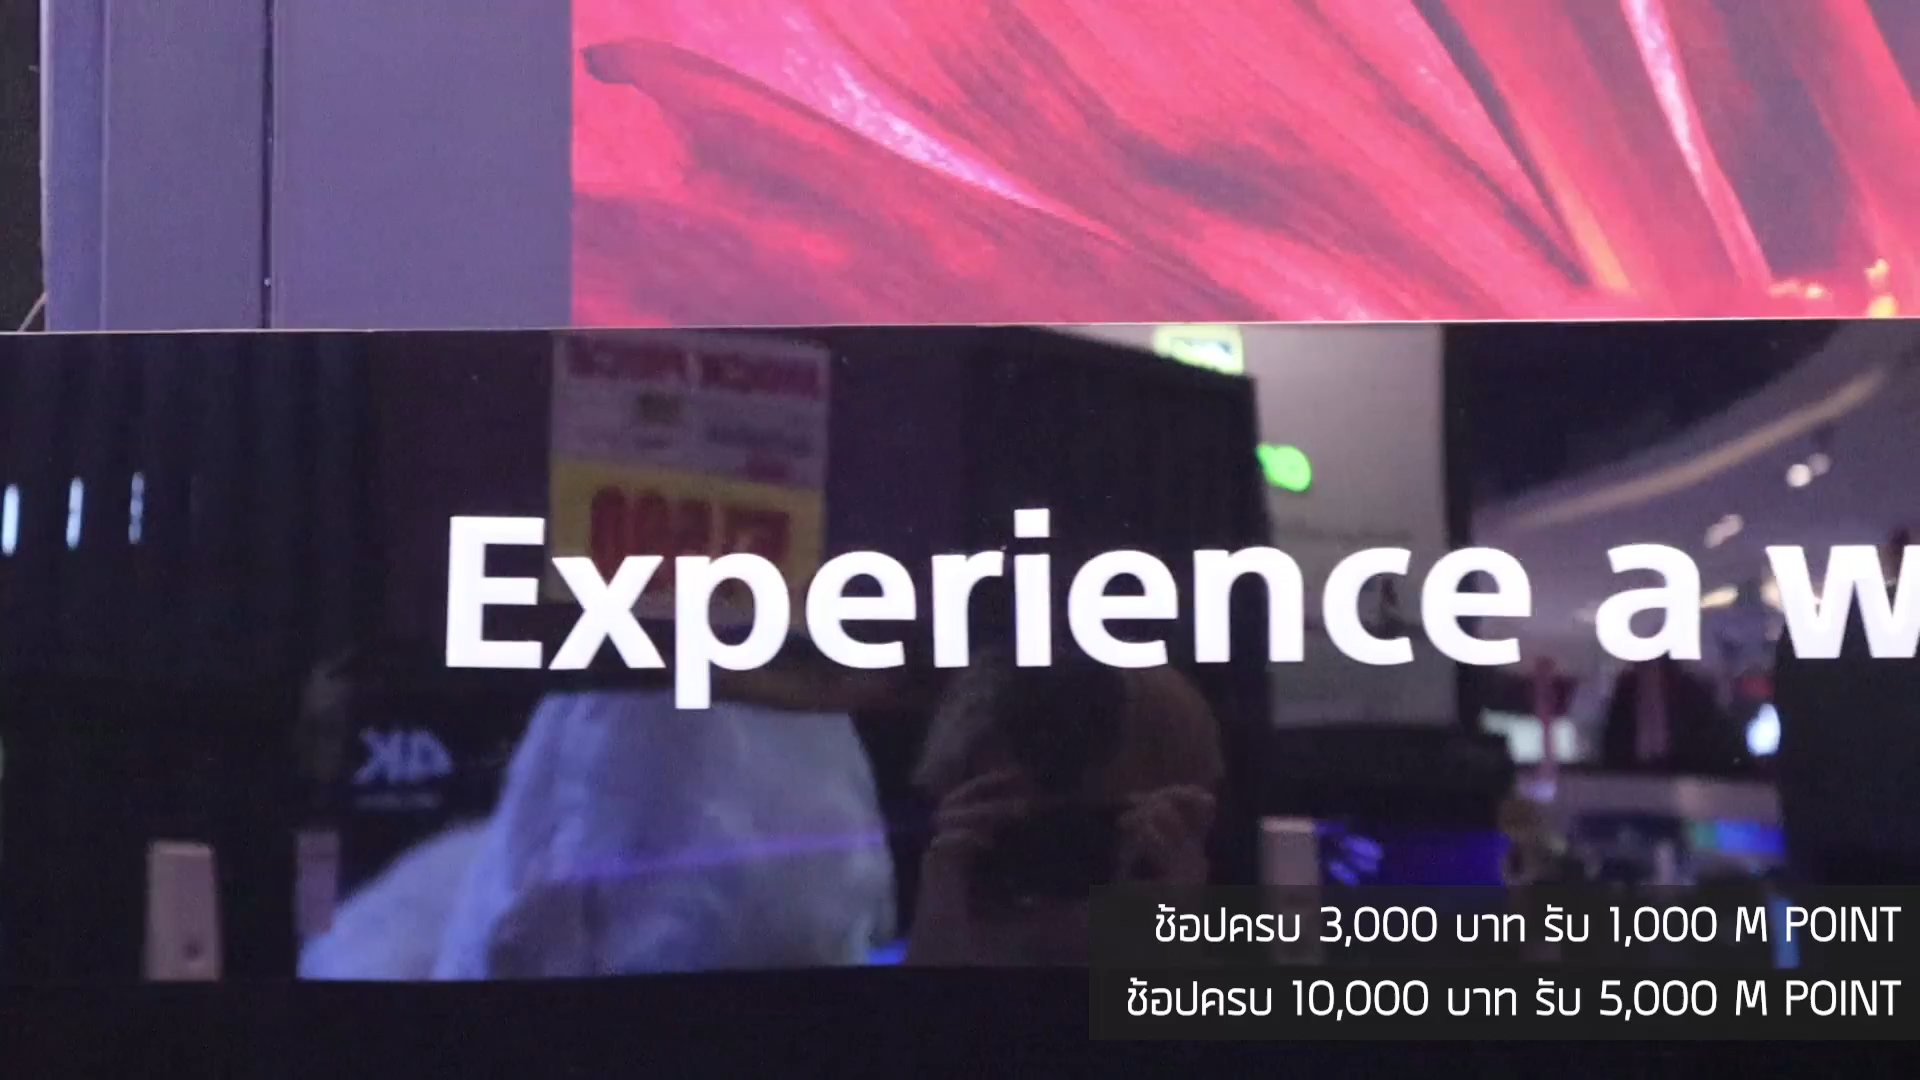 Experience a w
4K
ช้อปครบ 3,000 บาท รับ 1,000 M POINT
ช้อปครบ 10,000 บาท รับ 5,000 M POINT